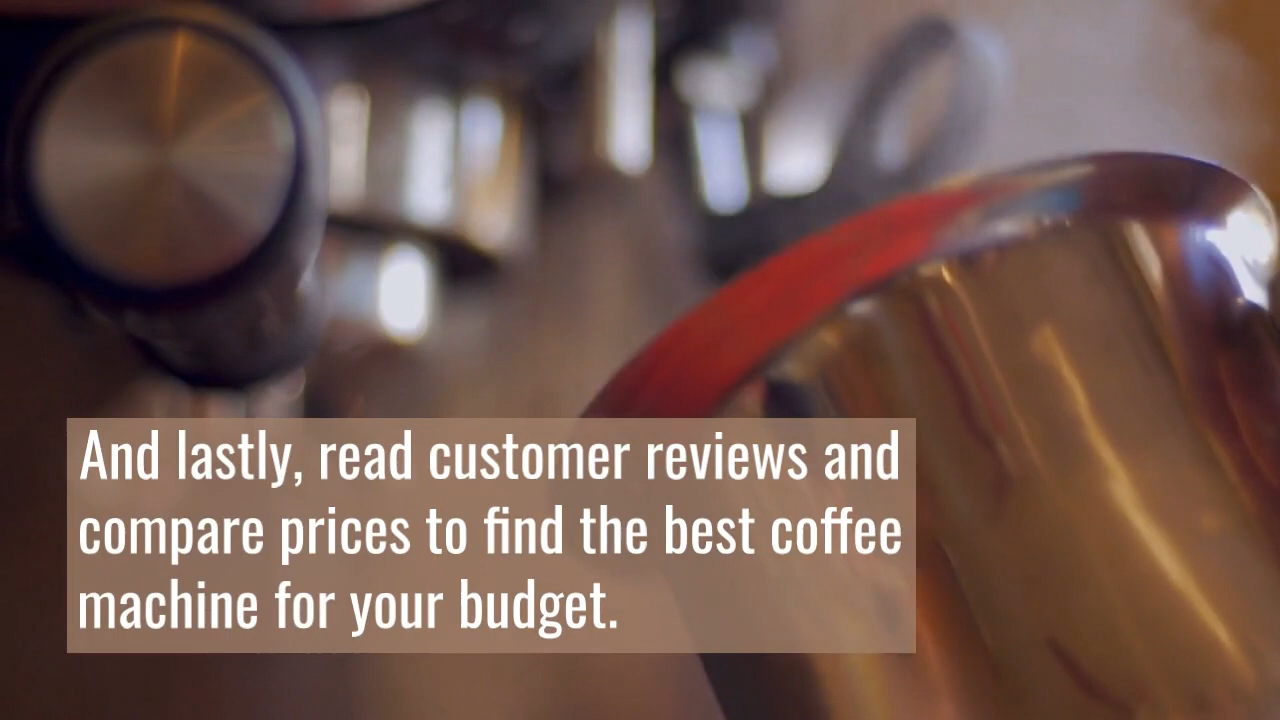 And lastly, read customer reviews and
compare prices to find the best coffee
machine for your budget.